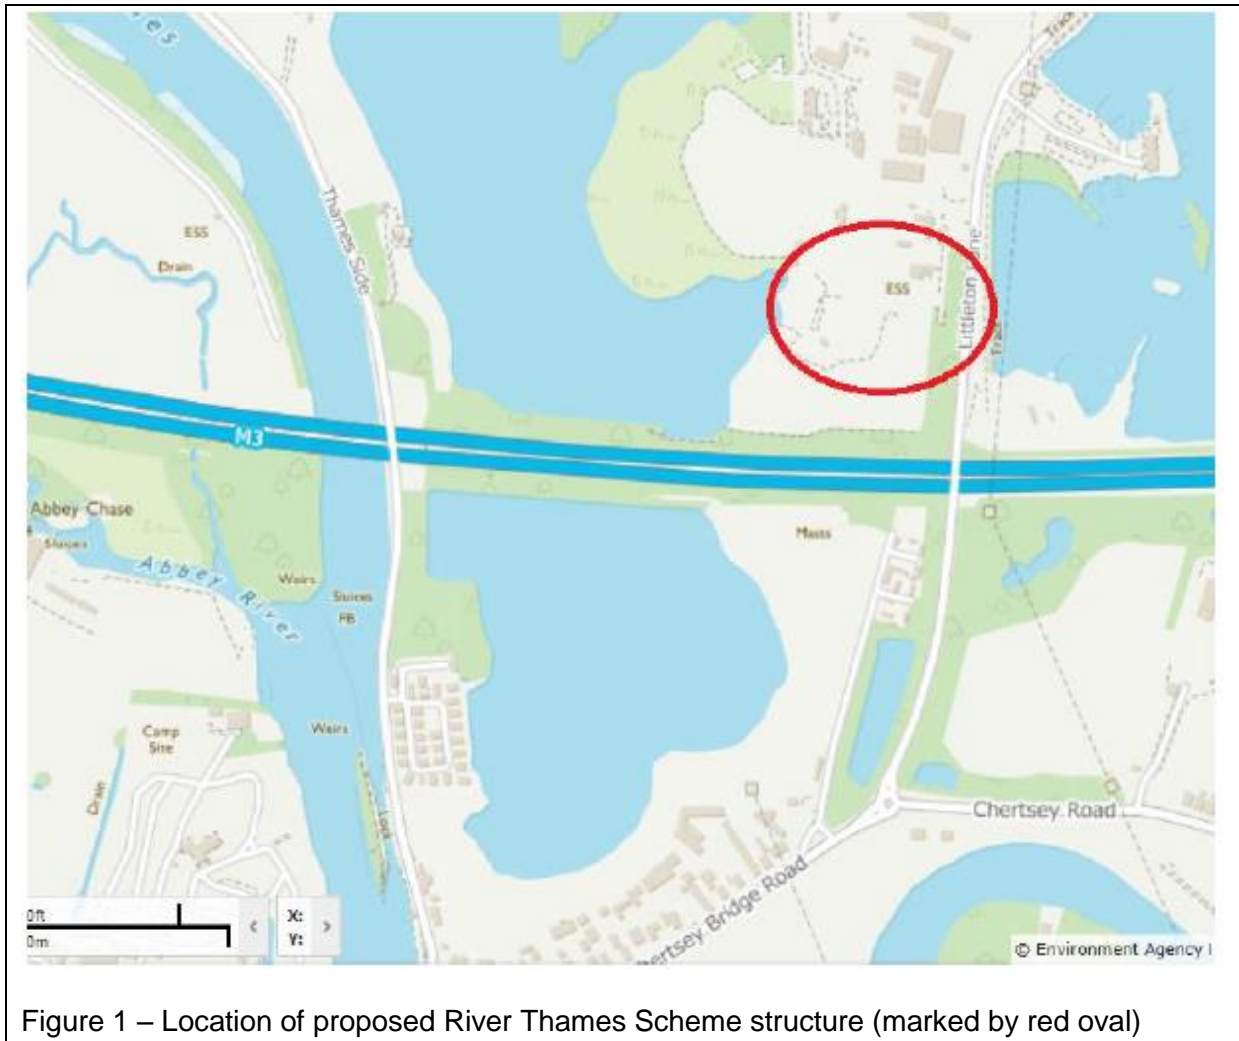 es
Track
Thames Side
ESS
Drain
ESS
Littleton Lane
Track
M3
Abbey Chase
Sluices
Abbey River
Weirs
Sluices
FB
Masts
Weirs
Camp
Site
Drain
Lock
Chertsey Road
Chertsey Bridge Road
0ft
0m
<
X:
Y:
>
© Environment Agency
Figure 1 – Location of proposed River Thames Scheme structure (marked by red oval)